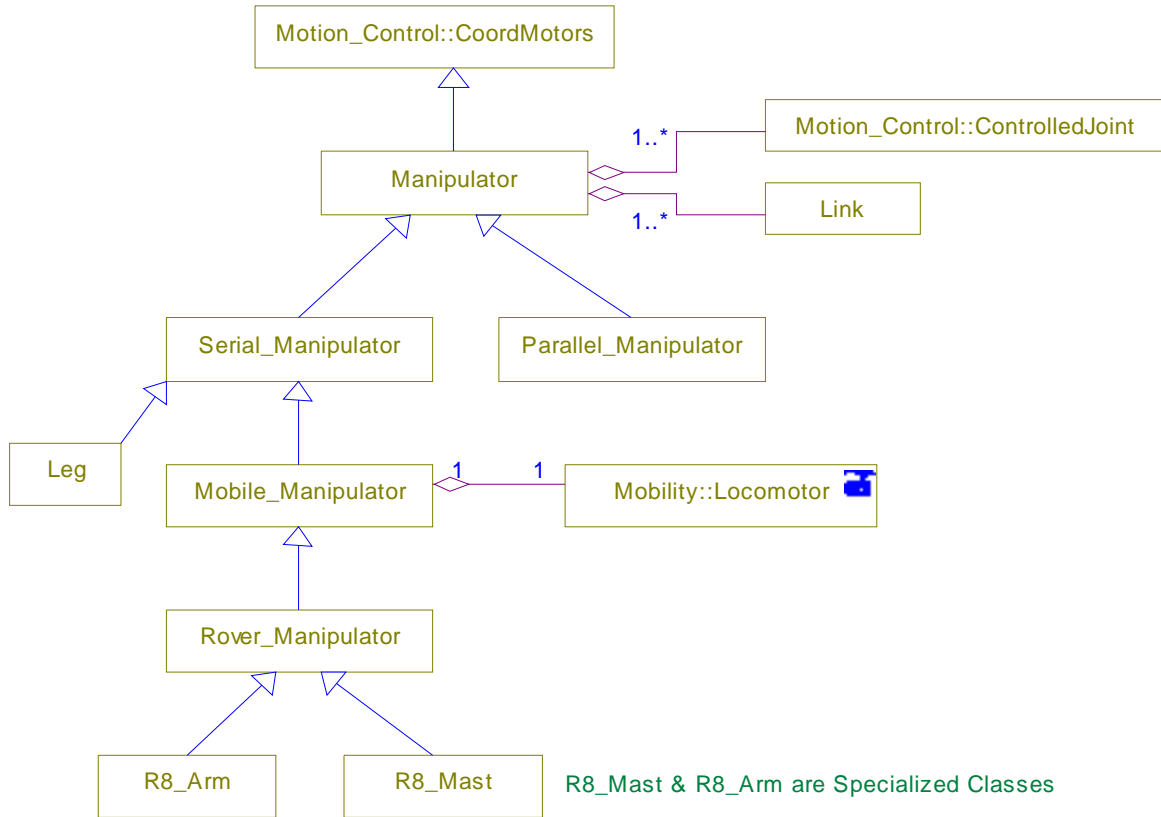 Motion_Control::CoordMotors
Motion_Control::ControlledJoint
1..*
Manipulator
Link
1..*
Serial_Manipulator
Parallel_Manipulator
Leg
Mobile_Manipulator
1
1
Mobility::Locomotor
Rover_Manipulator
R8_Arm
R8_Mast
R8_Mast & R8_Arm are Specialized Classes